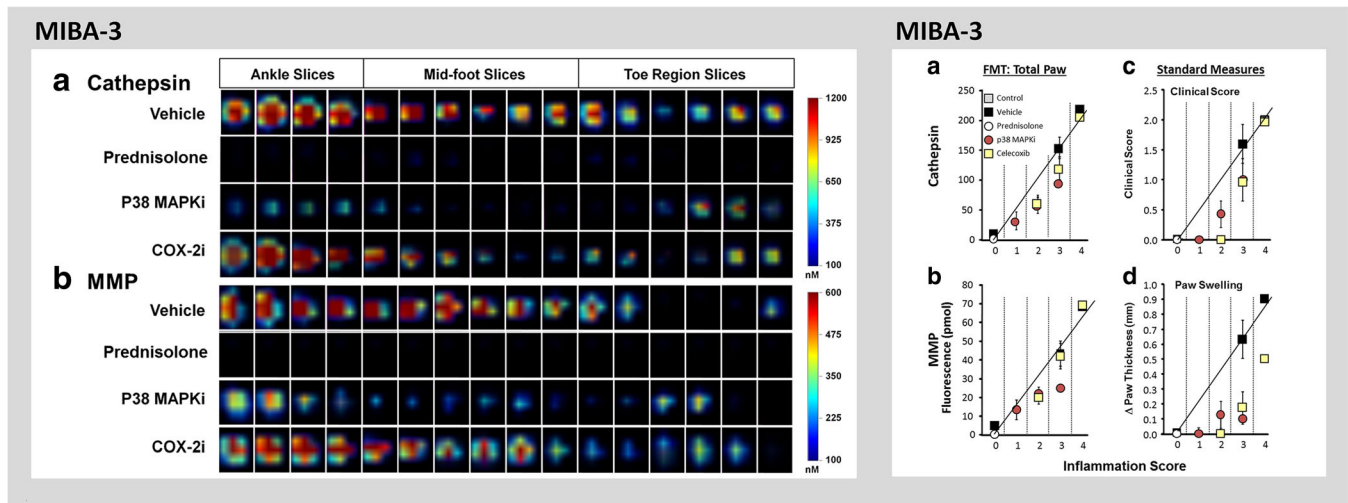 MIBA-3
a Cathepsin
Ankle Slices
Mid-foot Slices
Toe Region Slices
Vehicle
Prednisolone
P38 MAPKi
COX-2i
1200
925
650
375
100
nM
b MMP
Vehicle
Prednisolone
P38 MAPKi
COX-2i
600
475
350
225
100
nM
MIBA-3
a
FMT: Total Paw
Cathepsin
250
200
150
100
50
0
Control
Vehicle
Prednisolone
p38 MAPKi
Celecoxib
0 1 2 3 4
c
Standard Measures
Clinical Score
Clinical Score
2.5
2.0
1.5
1.0
0.5
0.0
0 1 2 3 4
b
MMP
Fluorescence (pmol)
80
70
60
50
40
30
20
10
0
0 1 2 3 4
d
Paw Swelling
Δ Paw Thickness (mm)
1.0
0.9
0.8
0.7
0.6
0.5
0.4
0.3
0.2
0.1
0.0
0 1 2 3 4
Inflammation Score